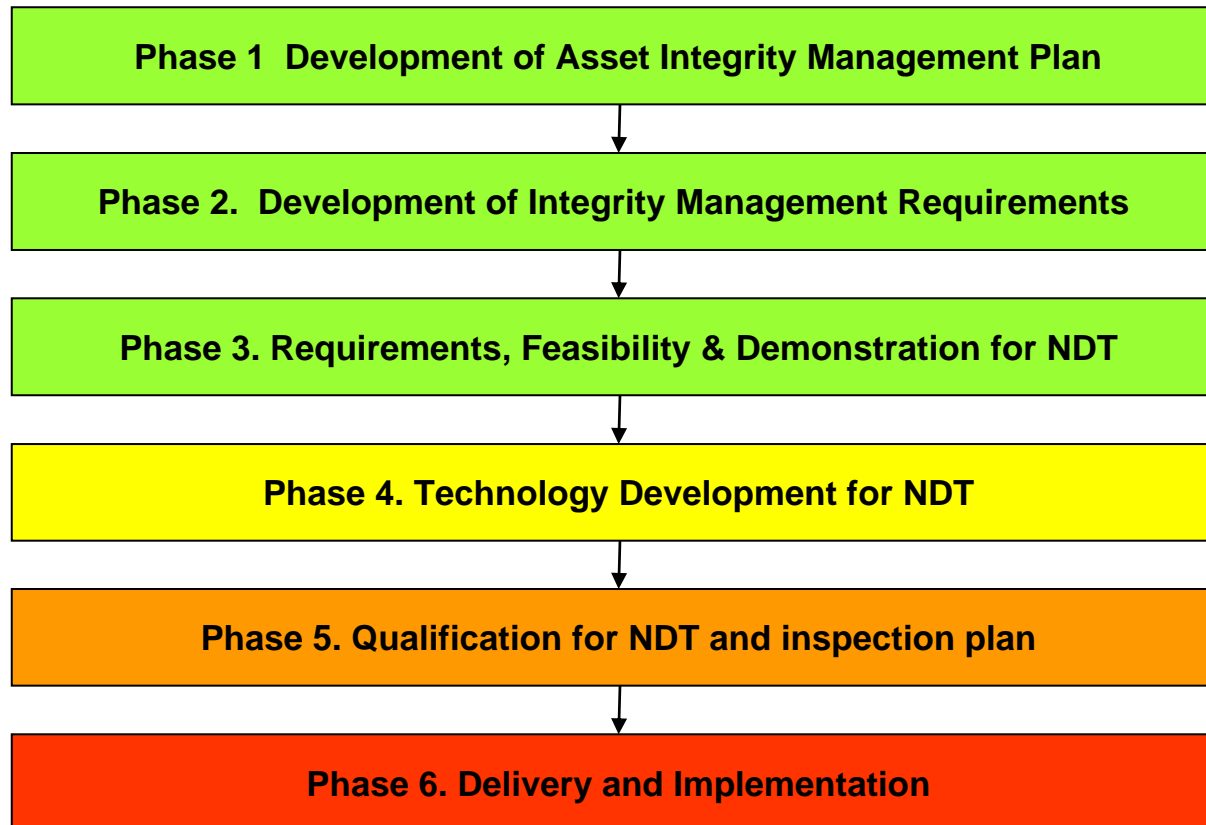 Phase 1  Development of Asset Integrity Management Plan
Phase 2.  Development of Integrity Management Requirements
Phase 3. Requirements, Feasibility & Demonstration for NDT
Phase 4. Technology Development for NDT
Phase 5. Qualification for NDT and inspection plan
Phase 6. Delivery and Implementation